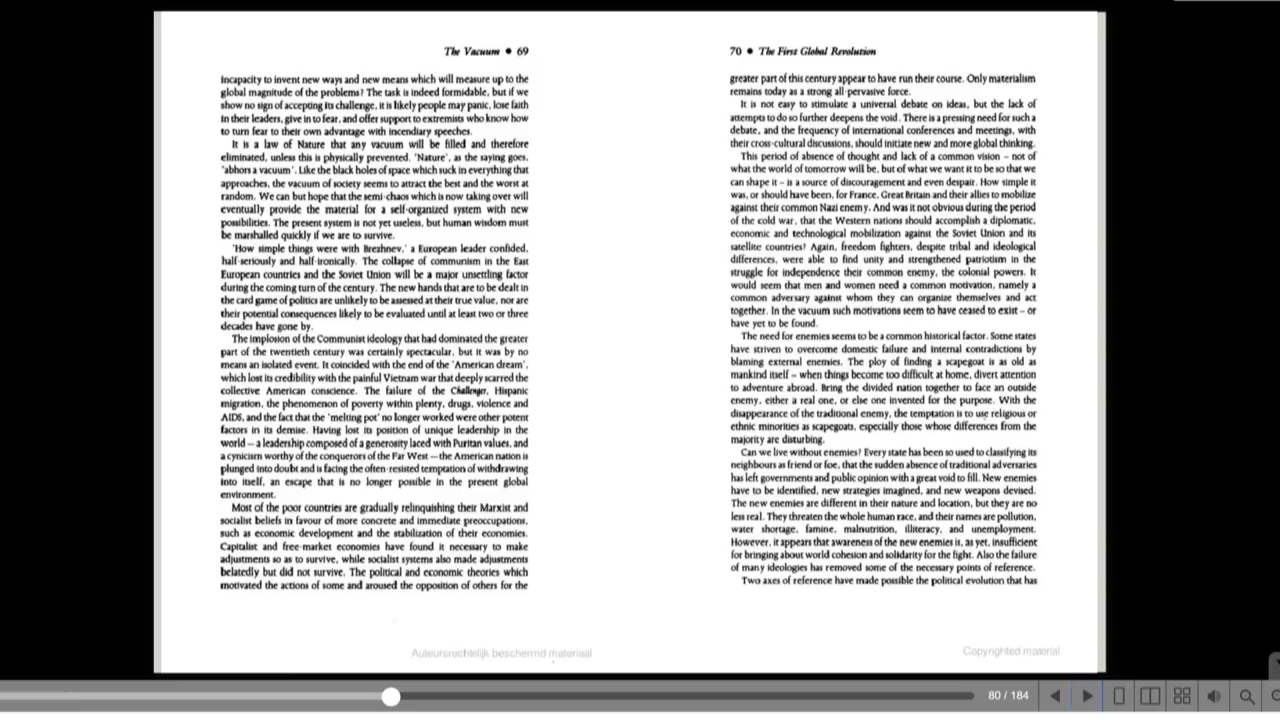 The Vacuum • 69
incapacity to invent new ways and new means which will measure up to the
global magnitude of the problems? The task is indeed formidable, but if we
show no sign of accepting its challenge, it is likely people may panic, lose faith
in their leaders, give in to fear, and offer support to extremists who know how
to turn fear to their own advantage with incendiary speeches.
It is a law of Nature that any vacuum will be filled and therefore
eliminated, unless this is physically prevented. 'Nature', as the saying goes,
'abhors a vacuum'. Like the black holes of space which suck in everything that
approaches, the vacuum of society seems to attract the best and the worst at
random. We can but hope that the semi-chaos which is now taking over will
eventually provide the material for a self-organized system with new
possibilities. The present system is not yet useless, but human wisdom must
be marshalled quickly if we are to survive.
'How simple things were with Brezhnev,' a European leader confided,
half-seriously and half-ironically. The collapse of communism in the East
European countries and the Soviet Union will be a major unsettling factor
during the coming turn of the century. The new hands that are to be dealt in
the card game of politics are unlikely to be assessed at their true value, nor are
their potential consequences likely to be evaluated until at least two or three
decades have gone by.
The implosion of the Communist ideology that had dominated the greater
part of the twentieth century was certainly spectacular, but it was by no
means an isolated event. It coincided with the end of the 'American dream',
which lost its credibility with the painful Vietnam war that deeply scarred the
collective American conscience. The failure of the Challenger, Hispanic
migration, the phenomenon of poverty within plenty, drugs, violence and
AIDS, and the fact that the 'melting pot' no longer worked were other potent
factors in its demise. Having lost its position of unique leadership in the
world – a leadership composed of a generosity laced with Puritan values, and
a cynicism worthy of the conquerors of the Far West – the American nation is
plunged into doubt and is facing the often-resisted temptation of withdrawing
into itself, an escape that is no longer possible in the present global
environment.
Most of the poor countries are gradually relinquishing their Marxist and
socialist beliefs in favour of more concrete and immediate preoccupations,
such as economic development and the stabilization of their economies.
Capitalist and free-market economies have found it necessary to make
adjustments so as to survive, while socialist systems also made adjustments
belatedly but did not survive. The political and economic theories which
motivated the actions of some and aroused the opposition of others for the
Auteursrechtelijk beschermd materiaal
70 • The First Global Revolution
greater part of this century appear to have run their course. Only materialism
remains today as a strong all-pervasive force.
It is not easy to stimulate a universal debate on ideas, but the lack of
attempts to do so further deepens the void. There is a pressing need for such a
debate, and the frequency of international conferences and meetings, with
their cross-cultural discussions, should initiate new and more global thinking.
This period of absence of thought and lack of a common vision – not of
what the world of tomorrow will be, but of what we want it to be so that we
can shape it – is a source of discouragement and even despair. How simple it
was, or should have been, for France, Great Britain and their allies to mobilize
against their common Nazi enemy. And was it not obvious during the period
of the cold war, that the Western nations should accomplish a diplomatic,
economic and technological mobilization against the Soviet Union and its
satellite countries? Again, freedom fighters, despite tribal and ideological
differences, were able to find unity and strengthened patriotism in the
struggle for independence their common enemy, the colonial powers. It
would seem that men and women need a common motivation, namely a
common adversary against whom they can organize themselves and act
together. In the vacuum such motivations seem to have ceased to exist – or
have yet to be found.
The need for enemies seems to be a common historical factor. Some states
have striven to overcome domestic failure and internal contradictions by
blaming external enemies. The ploy of finding a scapegoat is as old as
mankind itself – when things become too difficult at home, divert attention
to adventure abroad. Bring the divided nation together to face an outside
enemy, either a real one, or else one invented for the purpose. With the
disappearance of the traditional enemy, the temptation is to use religious or
ethnic minorities as scapegoats, especially those whose differences from the
majority are disturbing.
Can we live without enemies? Every state has been so used to classifying its
neighbours as friend or foe, that the sudden absence of traditional adversaries
has left governments and public opinion with a great void to fill. New enemies
have to be identified, new strategies imagined, and new weapons devised.
The new enemies are different in their nature and location, but they are no
less real. They threaten the whole human race, and their names are pollution,
water shortage, famine, malnutrition, illiteracy, and unemployment.
However, it appears that awareness of the new enemies is, as yet, insufficient
for bringing about world cohesion and solidarity for the fight. Also the failure
of many ideologies has removed some of the necessary points of reference.
Two axes of reference have made possible the political evolution that has
Copyrighted material
80 / 184